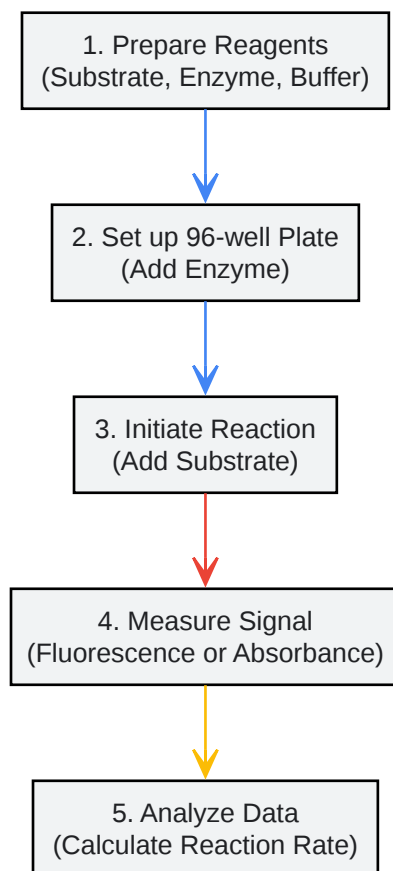 1. Prepare Reagents
(Substrate, Enzyme, Buffer)
2. Set up 96-well Plate
(Add Enzyme)
3. Initiate Reaction
(Add Substrate)
4. Measure Signal
(Fluorescence or Absorbance)
5. Analyze Data
(Calculate Reaction Rate)